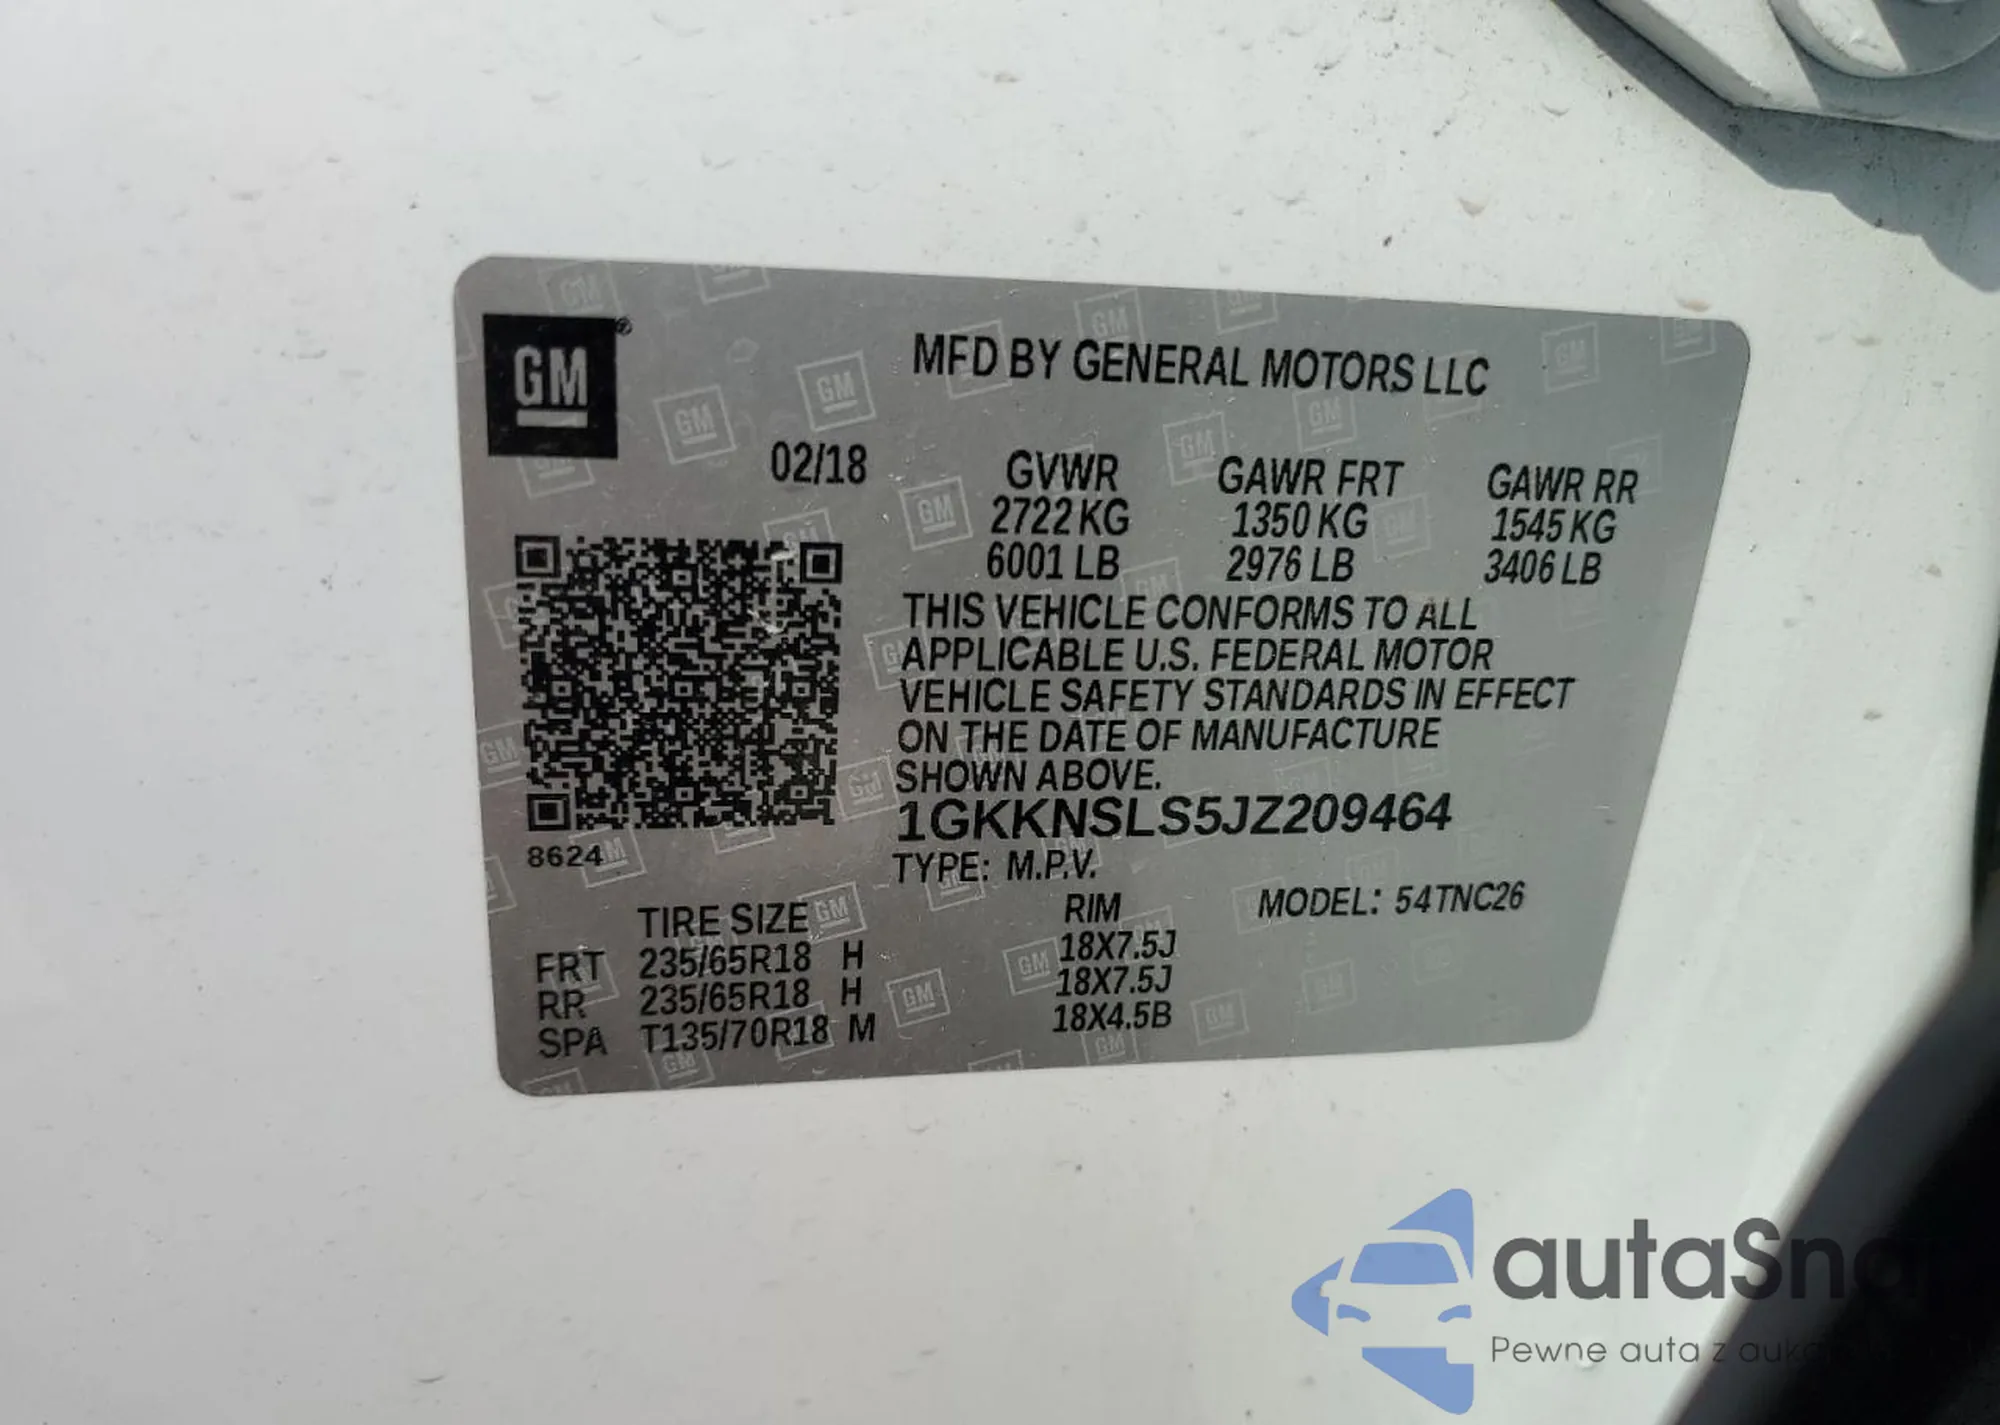 GM
MFD BY GENERAL MOTORS LLC
02/18
GVWR GAWR FRT GAWR RR
2722 KG 1350 KG 1545 KG
6001 LB 2976 LB 3406 LB
THIS VEHICLE CONFORMS TO ALL
APPLICABLE U.S. FEDERAL MOTOR
VEHICLE SAFETY STANDARDS IN EFFECT
ON THE DATE OF MANUFACTURE
SHOWN ABOVE.
1GKKNSLS5JZ209464
8624
TYPE: M.P.V.
TIRE SIZE RIM MODEL: 54TNC26
FRT 235/65R18 H 18X7.5J
RR 235/65R18 H 18X7.5J
SPA T135/70R18 M 18X4.5B
autaSna
Pewne auta z auk